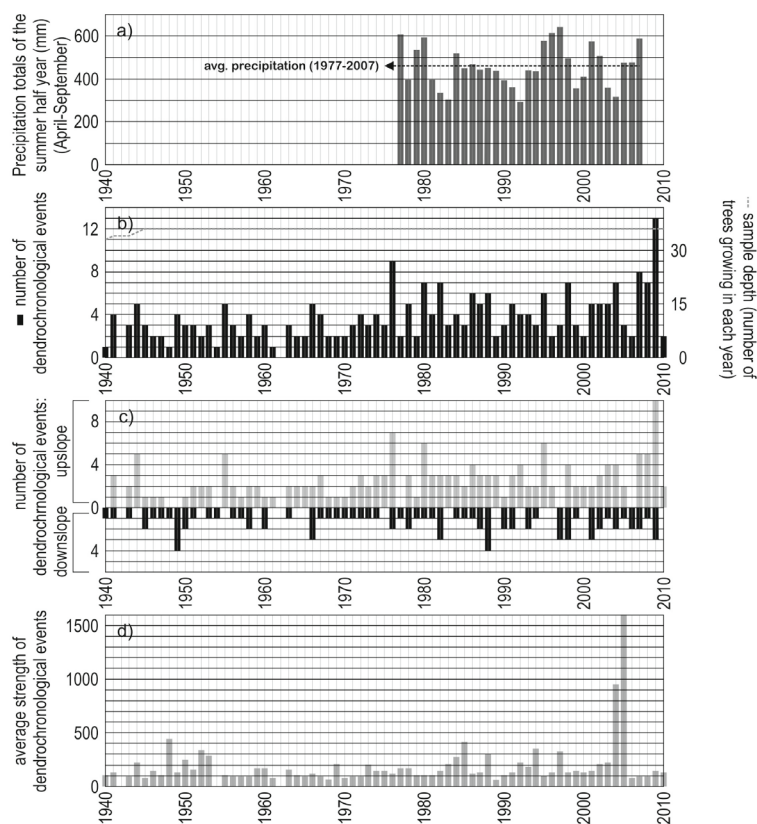 Precipitation totals of the
summer half year (mm)
(April-September)
a)
600
400
200
0
avg. precipitation (1977-2007)
1940
1950
1960
1970
1980
1990
2000
2010
number of
dendrochronological events
b)
12
8
4
0
30
15
0
--- sample depth (number of
trees growing in each year)
1940
1950
1960
1970
1980
1990
2000
2010
number of
dendrochrnological events:
upslope
downslope
c)
8
4
0
4
1940
1950
1960
1970
1980
1990
2000
2010
average strength of
dendrochronological events
d)
1500
1000
500
0
1940
1950
1960
1970
1980
1990
2000
2010